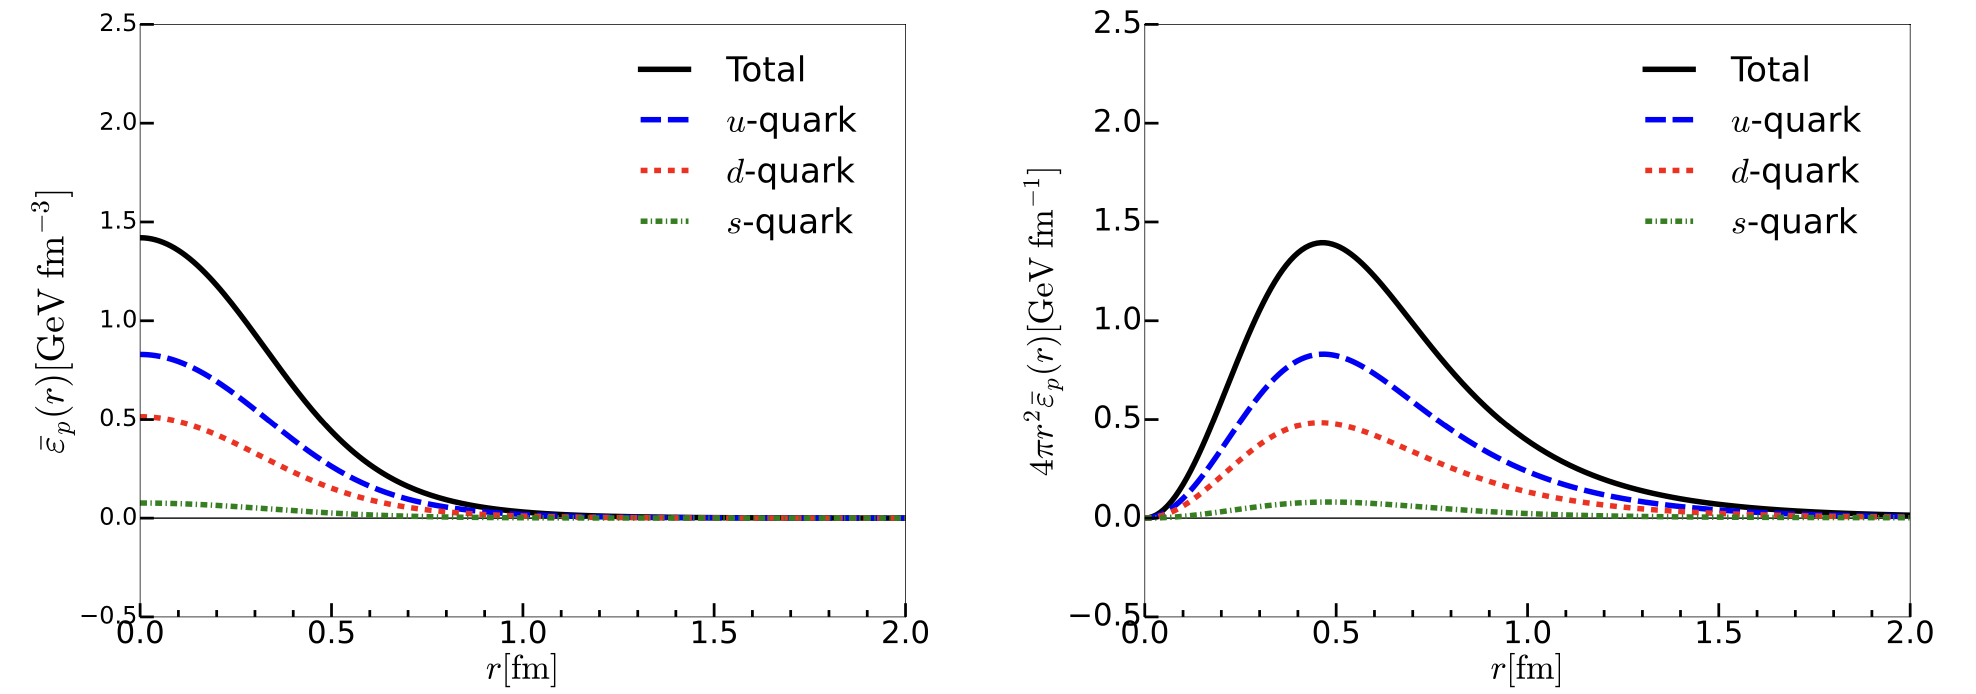 2.5
2.0
1.5
1.0
0.5
0.0
−0.5
0.0 0.5 1.0 1.5 2.0
r[fm]
ε̄ₚ(r)[GeV fm⁻³]
Total
u-quark
d-quark
s-quark
2.5
2.0
1.5
1.0
0.5
0.0
−0.5
0.0 0.5 1.0 1.5 2.0
r[fm]
4πr²ε̄ₚ(r)[GeV fm⁻¹]
Total
u-quark
d-quark
s-quark